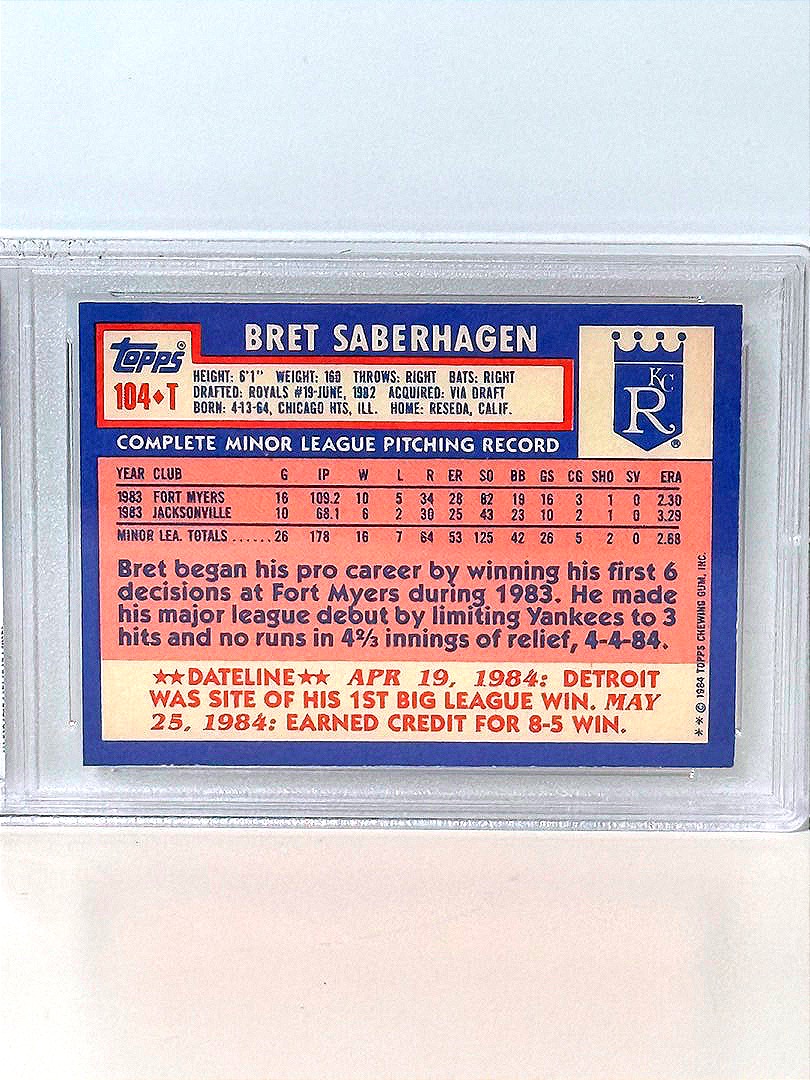 BRET SABERHAGEN
TOPPS®
104♦T
HEIGHT: 6'1" WEIGHT: 160 THROWS: RIGHT BATS: RIGHT
DRAFTED: ROYALS #19-JUNE, 1982 ACQUIRED: VIA DRAFT
BORN: 4-13-64, CHICAGO HTS, ILL. HOME: RESEDA, CALIF.
KC
R
®
COMPLETE MINOR LEAGUE PITCHING RECORD
YEAR CLUB G IP W L R ER SO BB GS CG SHO SV ERA
1983 FORT MYERS 16 109.2 10 5 34 28 82 19 16 3 1 0 2.30
1983 JACKSONVILLE 10 68.1 6 2 30 25 43 23 10 2 1 0 3.29
MINOR LEA. TOTALS ...... 26 178 16 7 64 53 125 42 26 5 2 0 2.68
Bret began his pro career by winning his first 6
decisions at Fort Myers during 1983. He made
his major league debut by limiting Yankees to 3
hits and no runs in 4⅔ innings of relief, 4-4-84.
★★DATELINE★★ APR 19, 1984: DETROIT
WAS SITE OF HIS 1ST BIG LEAGUE WIN. MAY
25, 1984: EARNED CREDIT FOR 8-5 WIN.
** © 1984 TOPPS CHEWING GUM, INC.